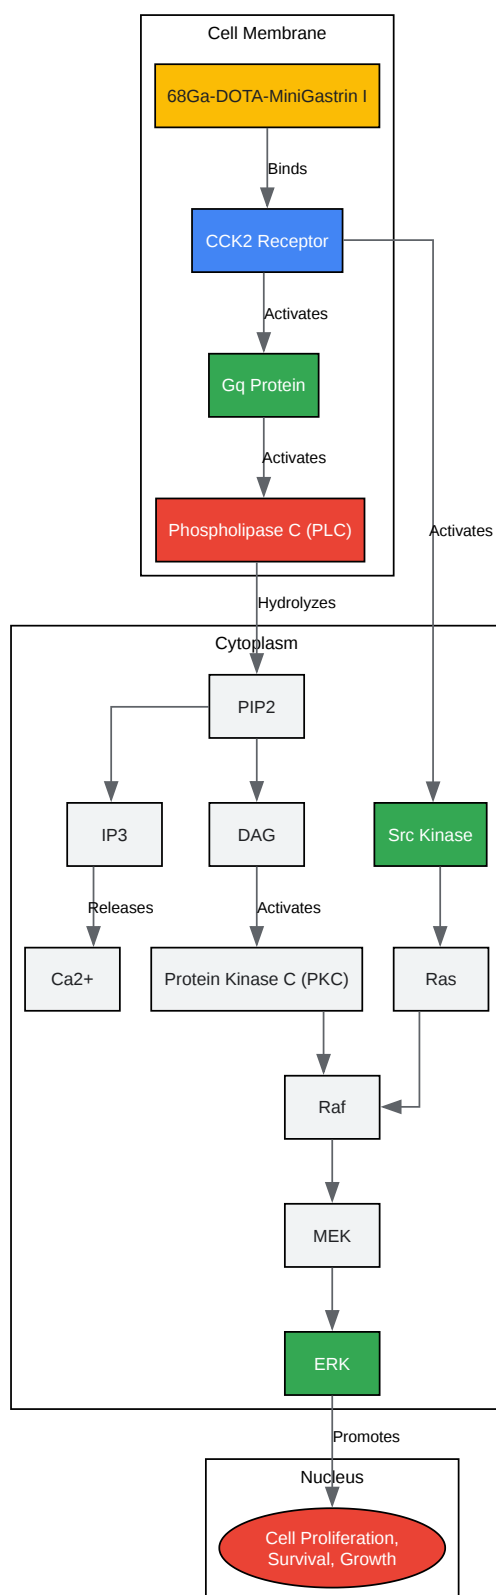 Cell Membrane
68Ga-DOTA-MiniGastrin I
Binds
CCK2 Receptor
Activates
Gq Protein
Activates
Phospholipase C (PLC)
Activates
Hydrolyzes
Cytoplasm
PIP2
IP3
DAG
Src Kinase
Releases
Activates
Ca2+
Protein Kinase C (PKC)
Ras
Raf
MEK
ERK
Promotes
Nucleus
Cell Proliferation,
Survival, Growth